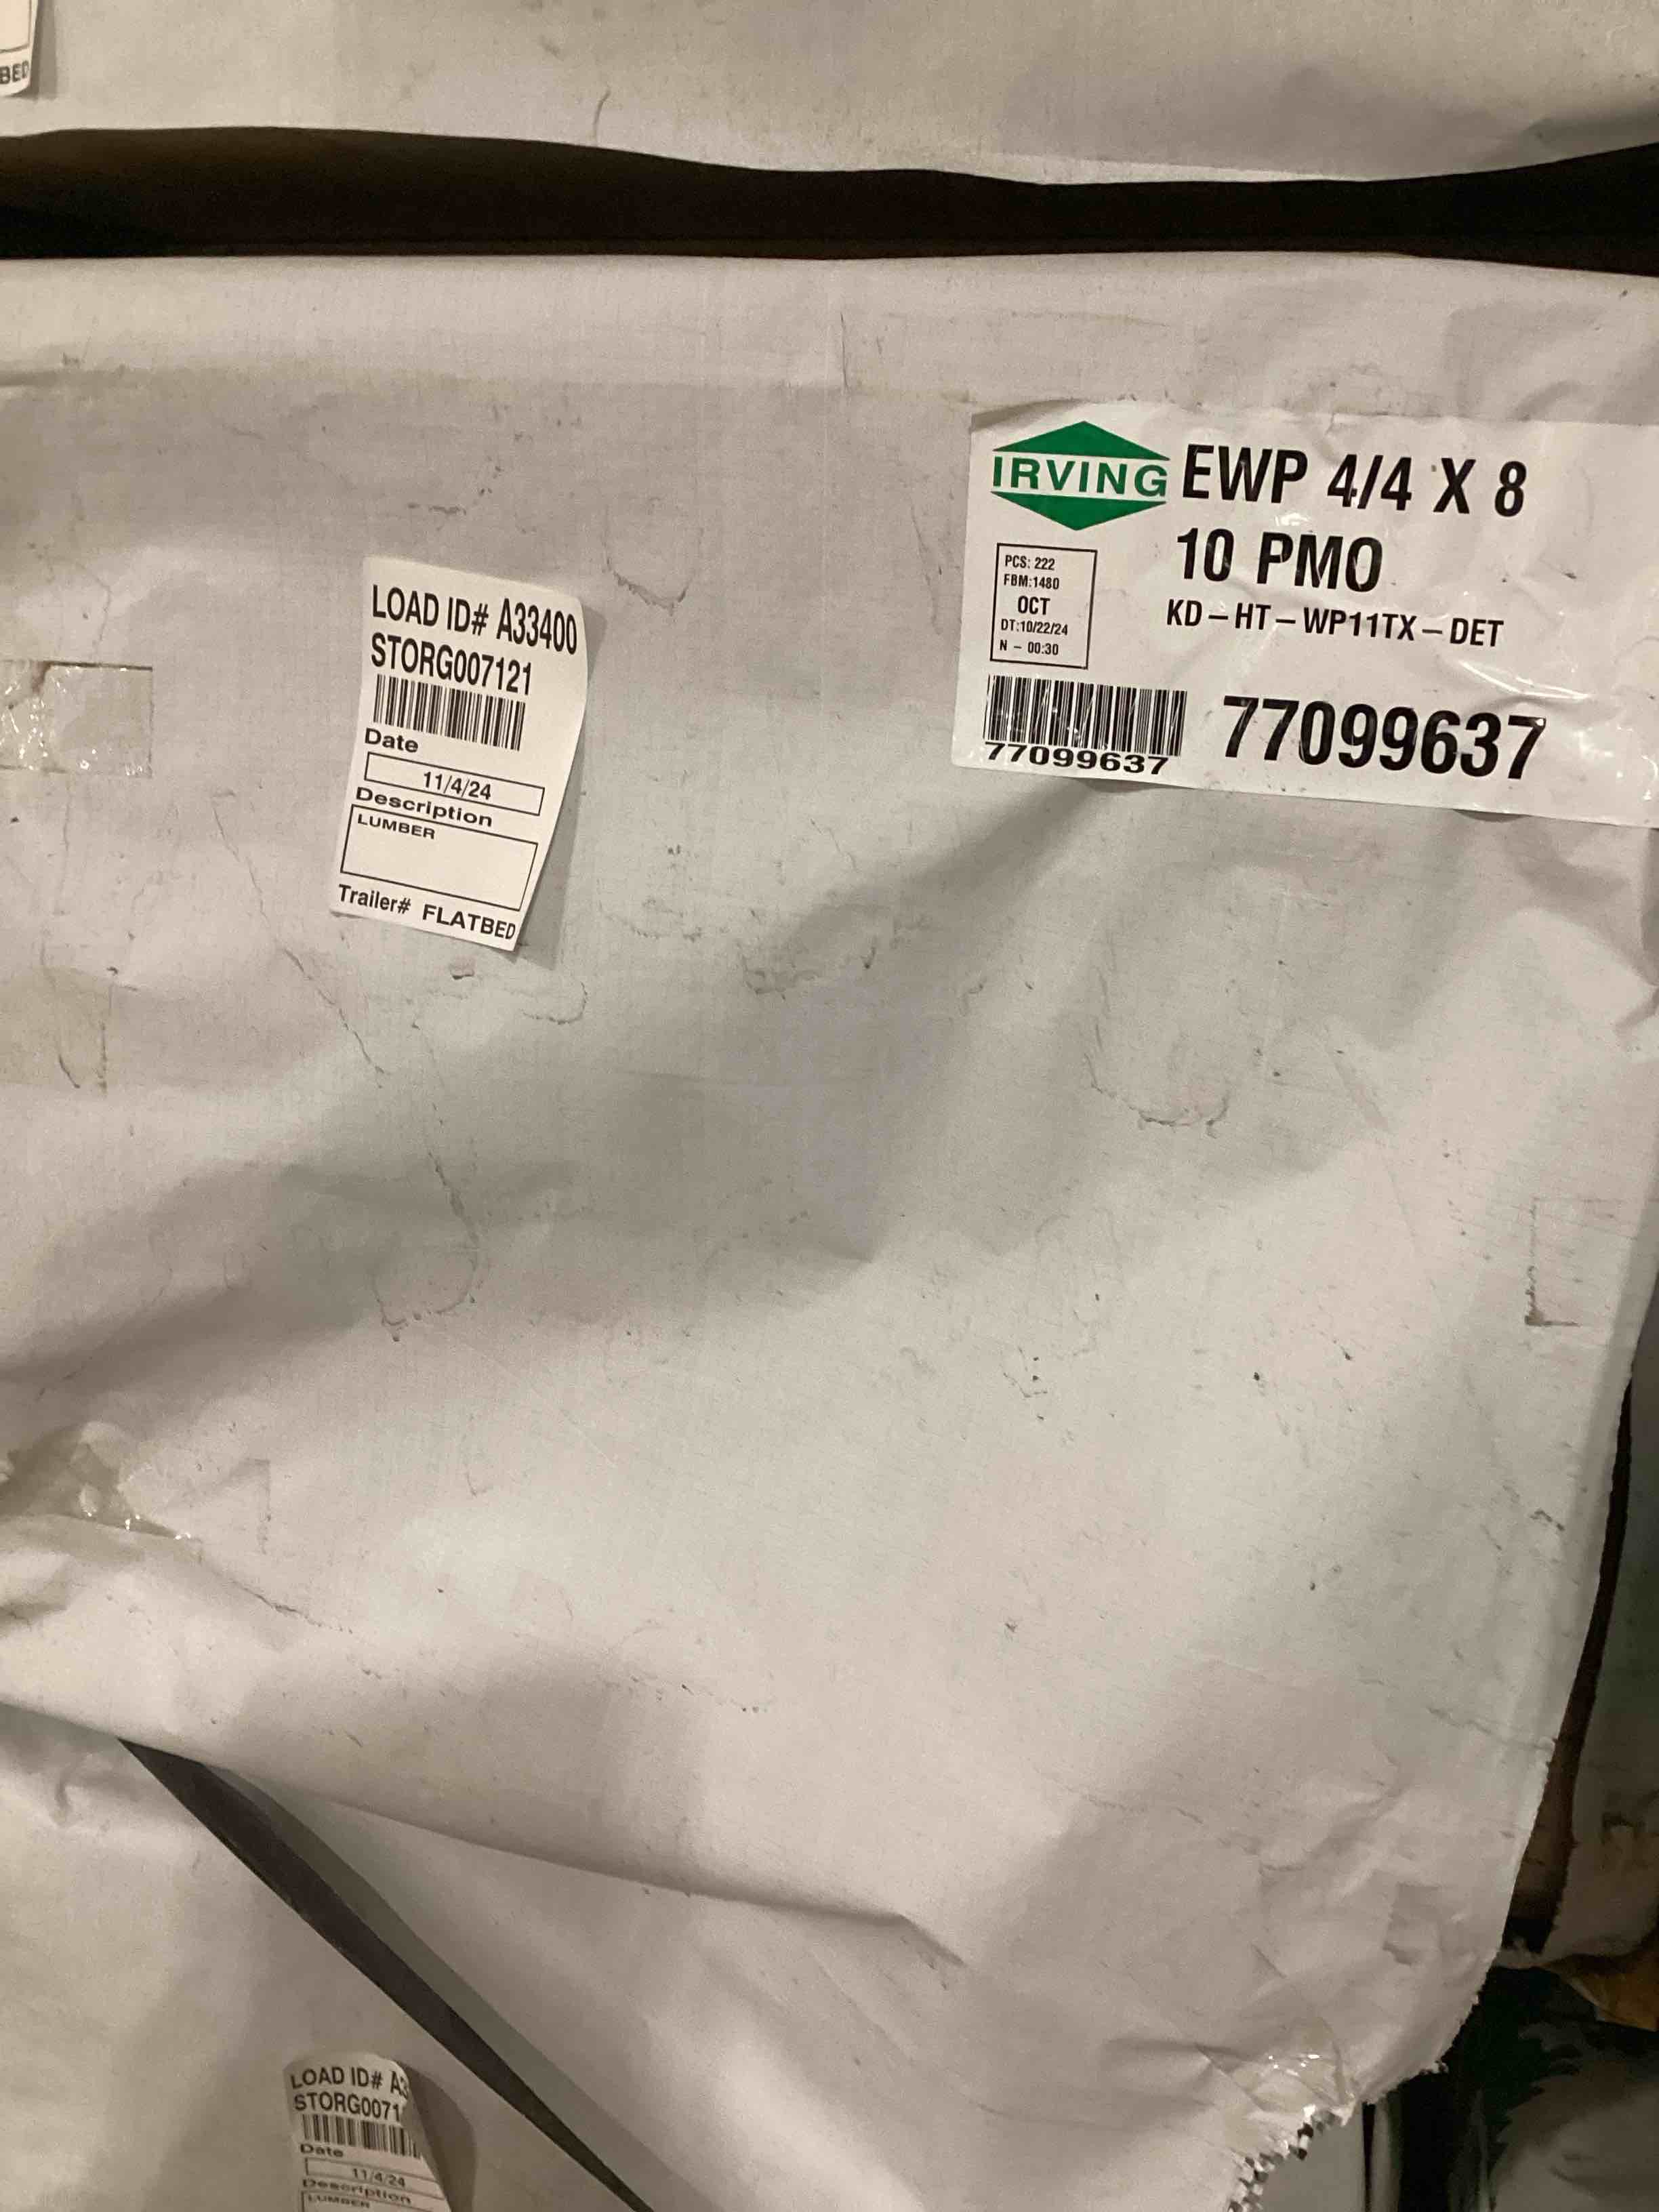 BED
IRVING
EWP 4/4 X 8
10 PMO
KD-HT-WP11TX-DET
PCS: 222
FBM:1480
OCT
DT:10/22/24
N - 00:30
77099637
77099637
LOAD ID# A33400
STORG007121
Date
11/4/24
Description
LUMBER
Trailer# FLATBED
LOAD ID# A3
STORG0071
Date
11/4/24
Description
LUMBER